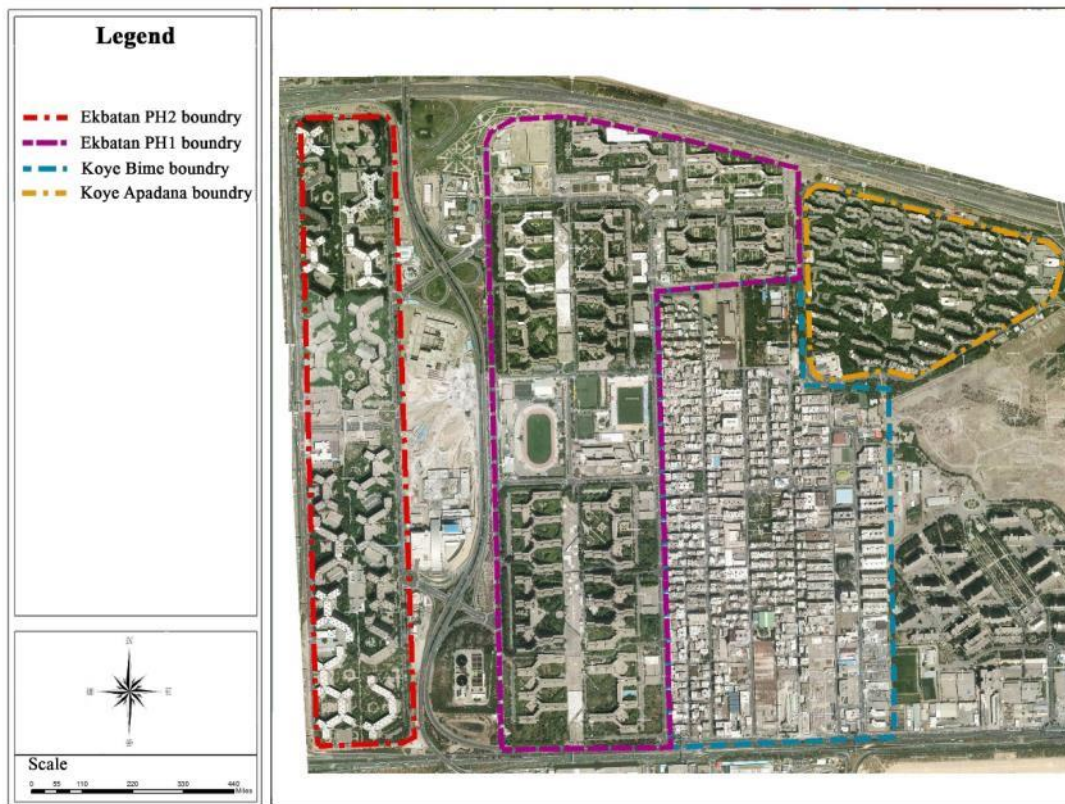 Legend
Ekbatan PH2 boundry
Ekbatan PH1 boundry
Koye Bime boundry
Koye Apadana boundry
Scale
0 55 110 220 330 440
Miles